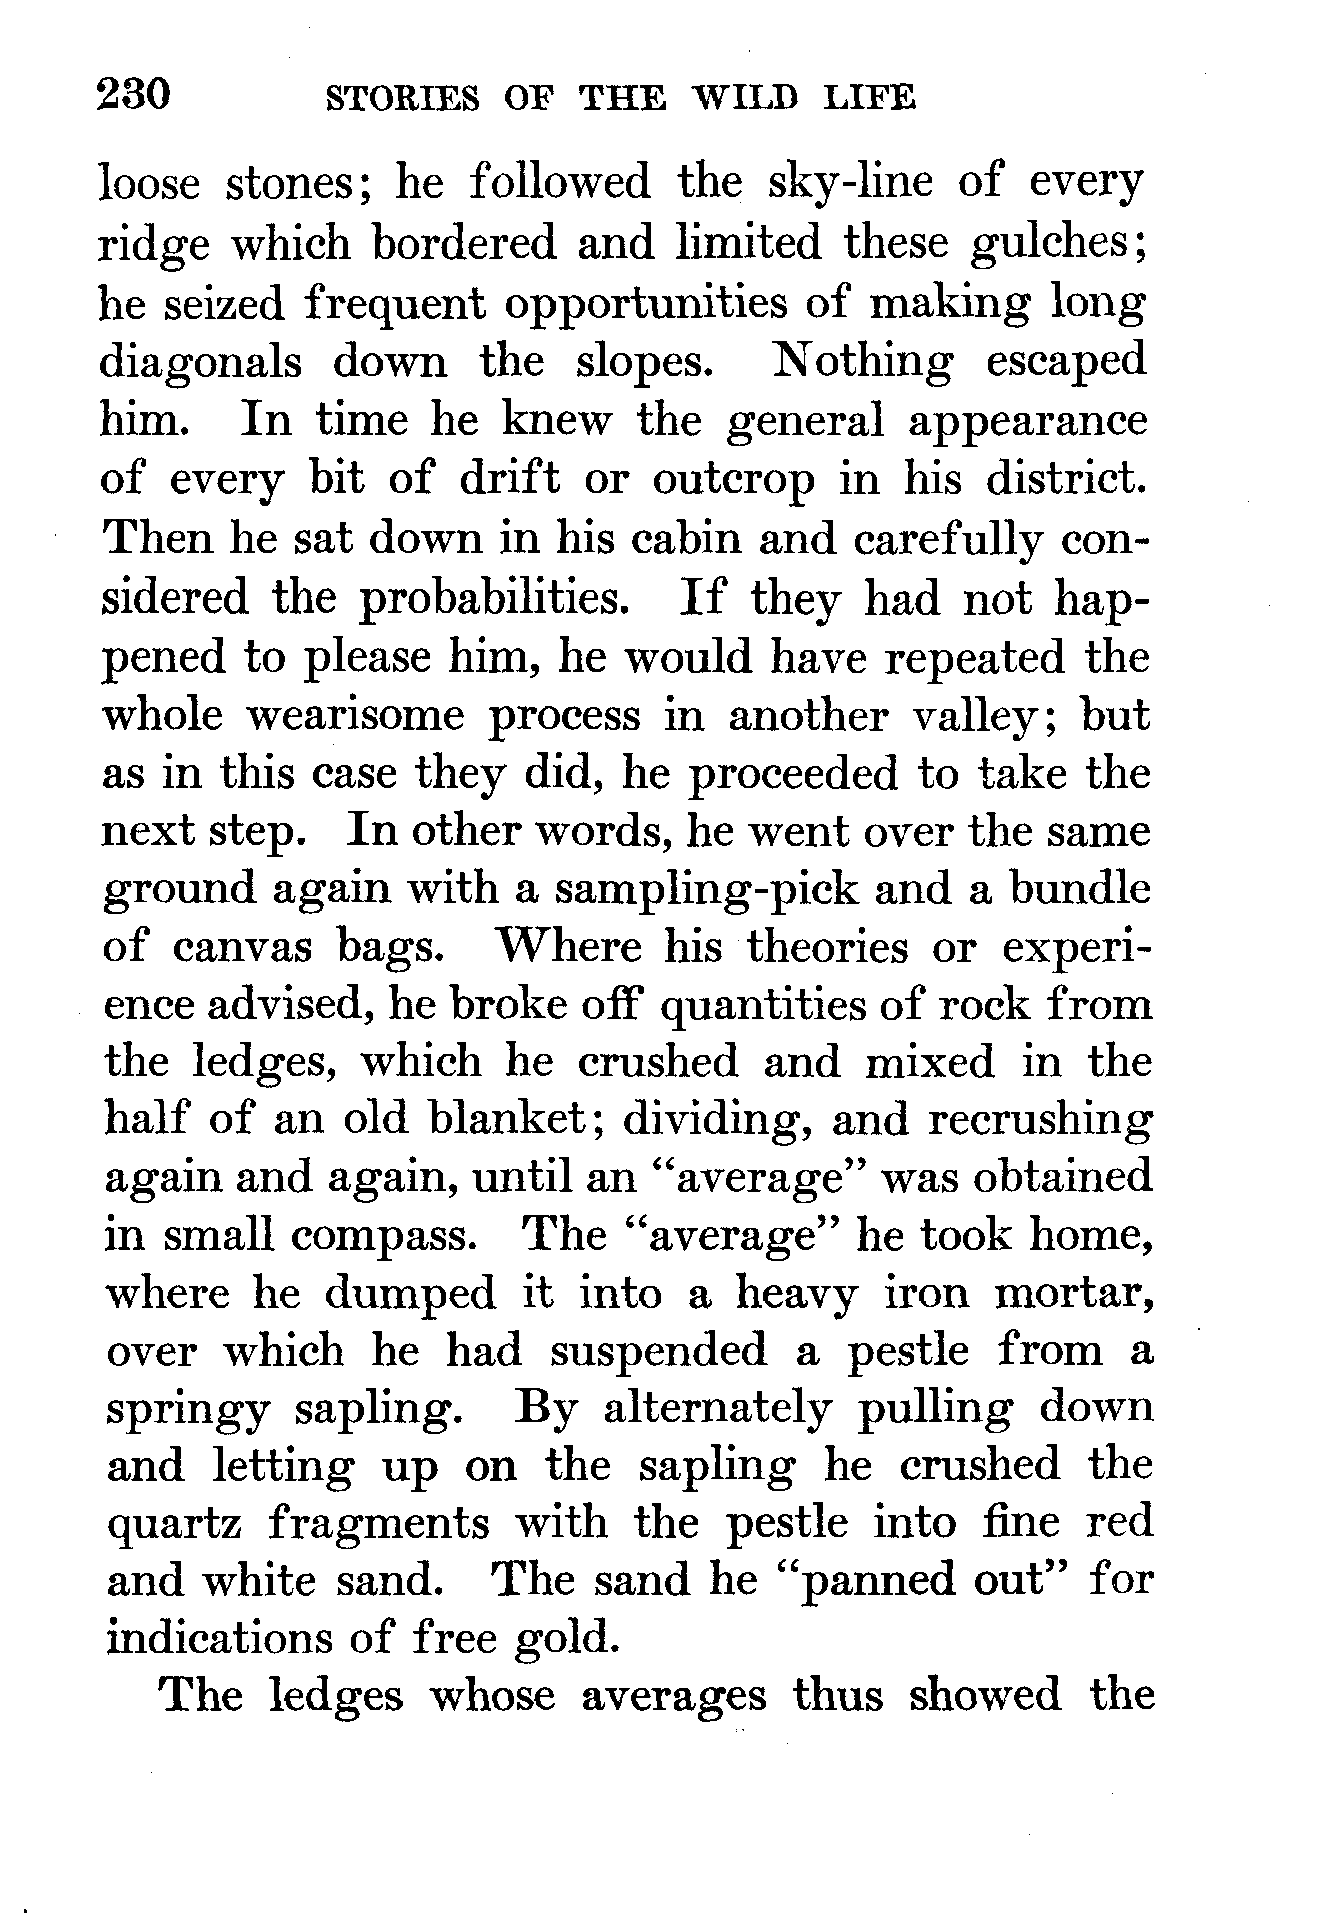 230 STORIES OF THE WILD LIFE
loose stones; he followed the sky-line of every
ridge which bordered and limited these gulches;
he seized frequent opportunities of making long
diagonals down the slopes. Nothing escaped
him. In time he knew the general appearance
of every bit of drift or outcrop in his district.
Then he sat down in his cabin and carefully con-
sidered the probabilities. If they had not hap-
pened to please him, he would have repeated the
whole wearisome process in another valley; but
as in this case they did, he proceeded to take the
next step. In other words, he went over the same
ground again with a sampling-pick and a bundle
of canvas bags. Where his theories or experi-
ence advised, he broke off quantities of rock from
the ledges, which he crushed and mixed in the
half of an old blanket; dividing, and recrushing
again and again, until an “average” was obtained
in small compass. The “average” he took home,
where he dumped it into a heavy iron mortar,
over which he had suspended a pestle from a
springy sapling. By alternately pulling down
and letting up on the sapling he crushed the
quartz fragments with the pestle into fine red
and white sand. The sand he “panned out” for
indications of free gold.
The ledges whose averages thus showed the